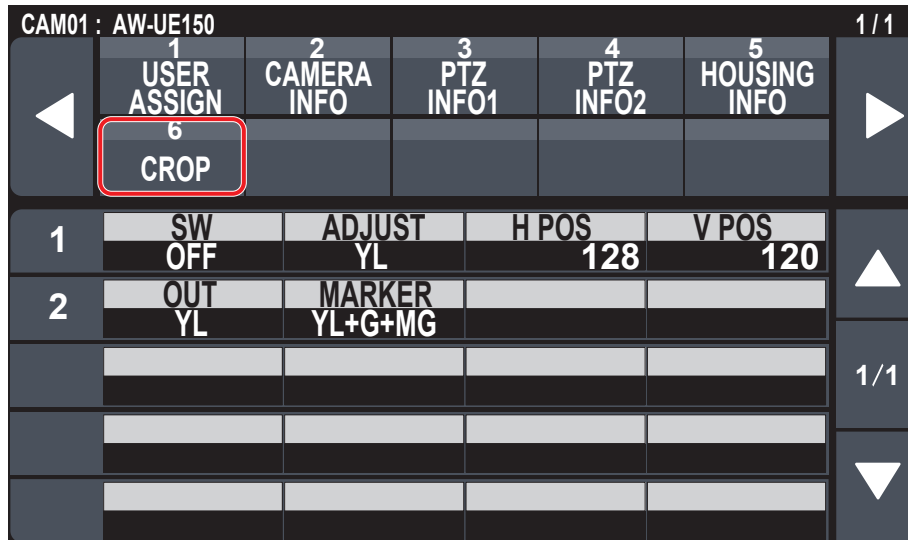 CAM01 : AW-UE150 1 / 1
1 2 3 4 5
USER CAMERA PTZ PTZ HOUSING
ASSIGN INFO INFO1 INFO2 INFO
6
CROP
1 SW ADJUST H POS V POS
OFF YL 128 120
2 OUT MARKER
YL YL+G+MG
1/1